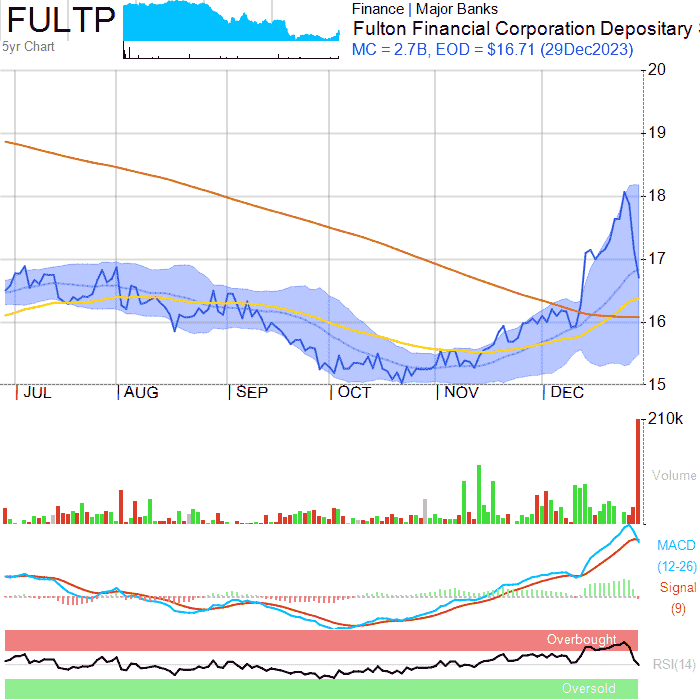 FULTP
5yr Chart
Finance | Major Banks
Fulton Financial Corporation Depositary S
MC = 2.7B, EOD = $16.71 (29Dec2023)
20
19
18
17
16
15
JUL AUG SEP OCT NOV DEC
210k
Volume
MACD
(12-26)
Signal
(9)
Overbought
RSI(14)
Oversold